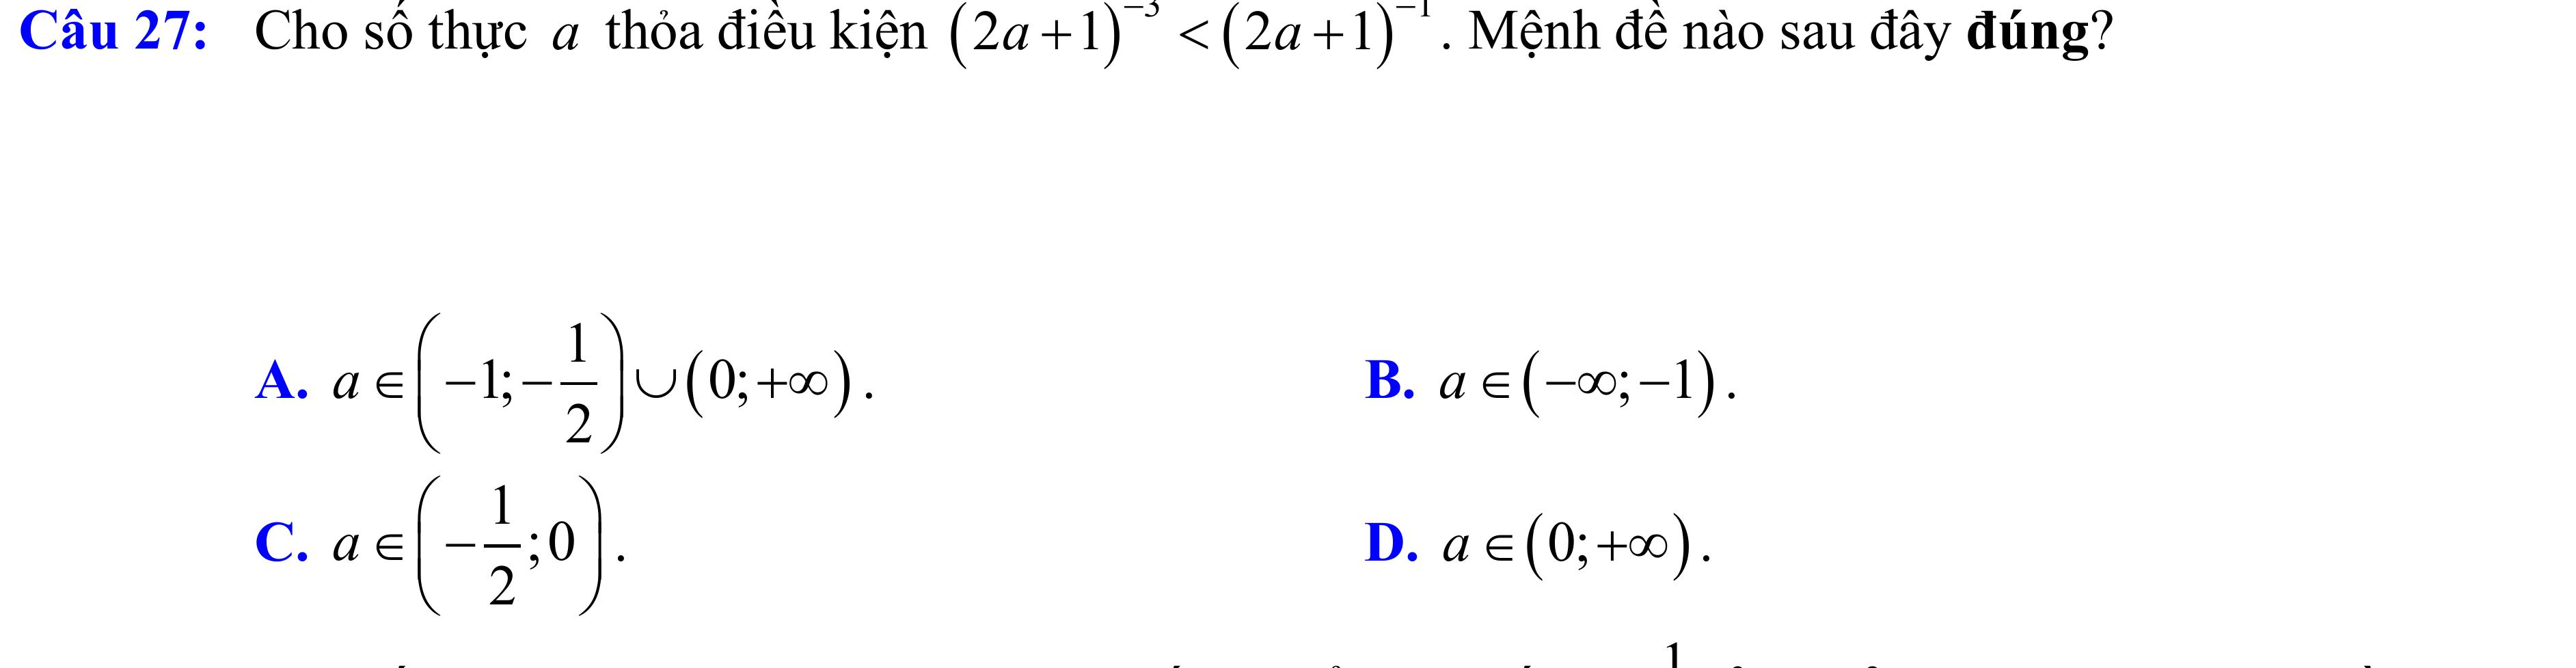 Câu 27: Cho số thực a thỏa điều kiện (2a+1)⁻³ < (2a+1)⁻¹. Mệnh đề nào sau đây đúng?
A. a ∈ (−1; −1/2) ∪ (0; +∞). B. a ∈ (−∞; −1).
C. a ∈ (−1/2; 0). D. a ∈ (0; +∞).